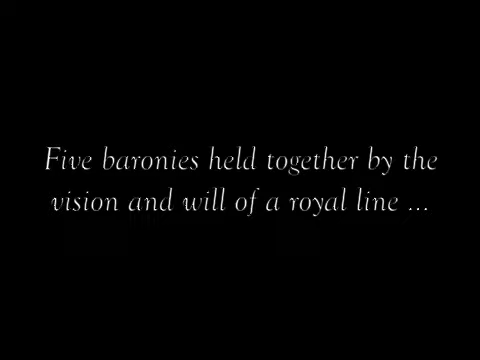 Five baronies held together by the
vision and will of a royal line ...